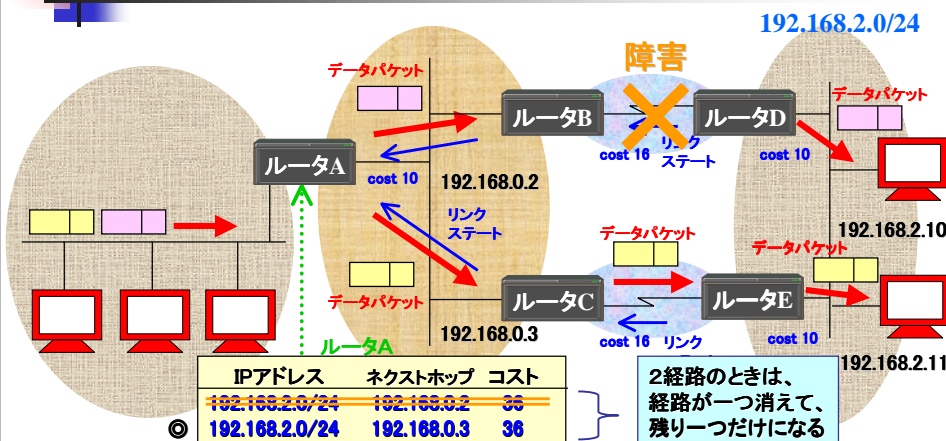 192.168.2.0/24
障害
データパケット
データパケット
ルータB
ルータD
ルータA
cost 10
192.168.0.2
cost 16
リンク
ステート
cost 10
リンク
ステート
192.168.2.10
データパケット
データパケット
データパケット
ルータC
ルータE
192.168.0.3
cost 16
リンク
cost 10
192.168.2.11
ルータA
IPアドレス ネクストホップ コスト
192.168.2.0/24 192.168.0.2 36
◎ 192.168.2.0/24 192.168.0.3 36
2経路のときは、
経路が一つ消えて、
残り一つだけになる